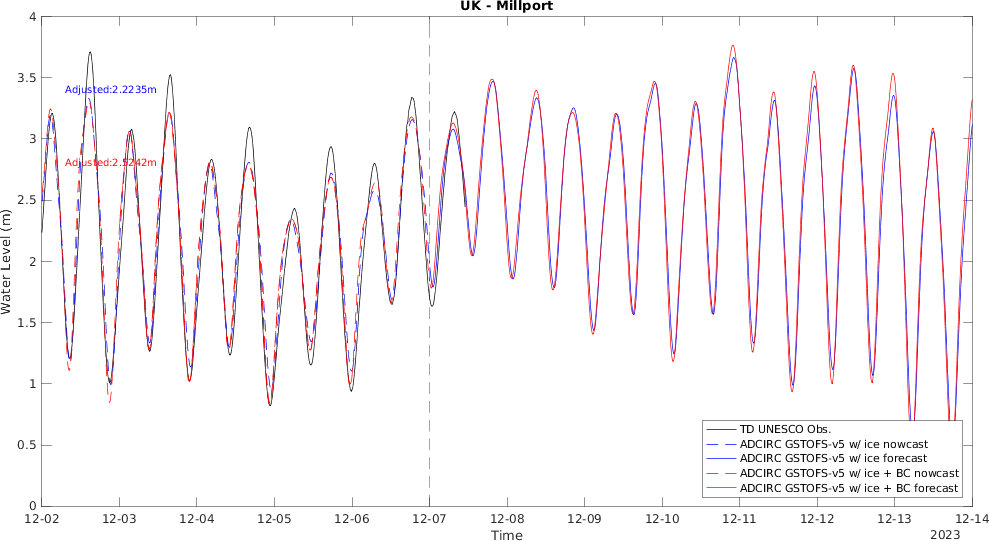 UK - Millport
4
3.5
3
2.5
2
1.5
1
0.5
0
Water Level (m)
Adjusted:2.2235m
Adjusted:2.5242m
TD UNESCO Obs.
ADCIRC GSTOFS-v5 w/ ice nowcast
ADCIRC GSTOFS-v5 w/ ice forecast
ADCIRC GSTOFS-v5 w/ ice + BC nowcast
ADCIRC GSTOFS-v5 w/ ice + BC forecast
12-02 12-03 12-04 12-05 12-06 12-07 12-08 12-09 12-10 12-11 12-12 12-13 12-14
Time
2023